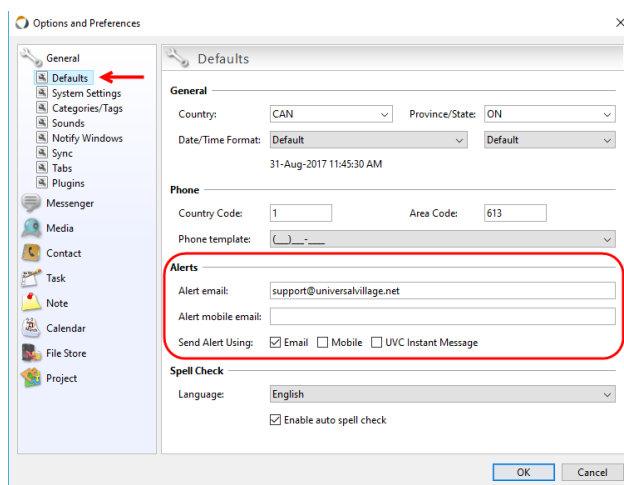 Options and Preferences
General
Defaults
System Settings
Categories/Tags
Sounds
Notify Windows
Sync
Tabs
Plugins
Messenger
Media
Contact
Task
Note
Calendar
File Store
Project
Defaults
General
Country: CAN Province/State: ON
Date/Time Format: Default Default
31-Aug-2017 11:45:30 AM
Phone
Country Code: 1 Area Code: 613
Phone template: (__)__-___
Alerts
Alert email: support@universalvillage.net
Alert mobile email:
Send Alert Using: Email Mobile UVC Instant Message
Spell Check
Language: English
Enable auto spell check
OK Cancel